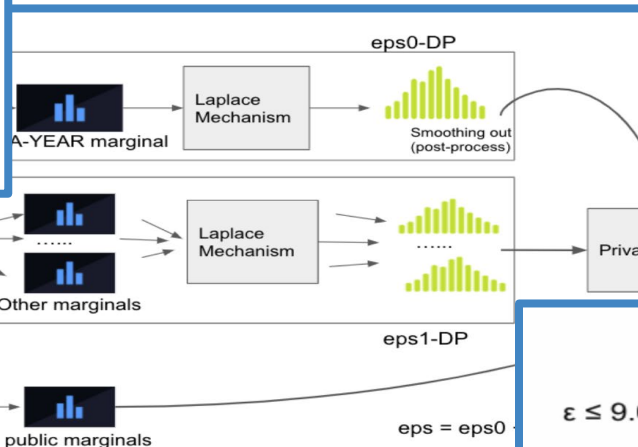 eps0-DP
Laplace
Mechanism
A-YEAR marginal
Smoothing out
(post-process)
......
Laplace
Mechanism
......
Other marginals
eps1-DP
public marginals
eps = eps0
ε ≤ 9.